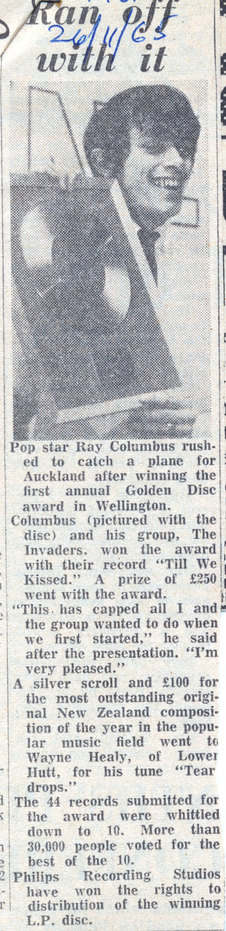 Ran off
26/11/65
with it
Pop star Ray Columbus rush-
ed to catch a plane for
Auckland after winning the
first annual Golden Disc
award in Wellington.
Columbus (pictured with the
disc) and his group, The
Invaders, won the award
with their record "Till We
Kissed." A prize of £250
went with the award.
"This has capped all I and
the group wanted to do when
we first started," he said
after the presentation. "I'm
very pleased."
A silver scroll and £100 for
the most outstanding origi-
nal New Zealand composi-
tion of the year in the popu-
lar music field went to
Wayne Healy, of Lower
Hutt, for his tune "Tear
drops."
The 44 records submitted for
the award were whittled
down to 10. More than
30,000 people voted for the
best of the 10.
Philips Recording Studios
have won the rights to
distribution of the winning
L.P. disc.